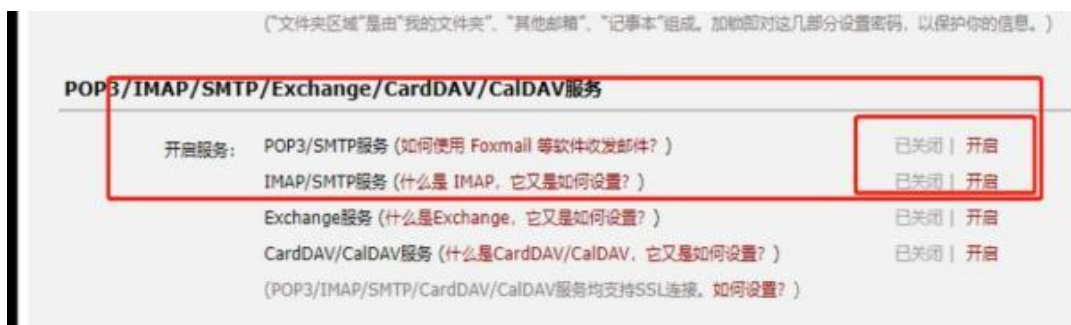 ("文件夹区域"是由"我的文件夹"、"其他邮箱"、"记事本"组成。加锁即对这几部分设置密码，以保护你的信息。)
POP3/IMAP/SMTP/Exchange/CardDAV/CalDAV服务
开启服务： POP3/SMTP服务 (如何使用 Foxmail 等软件收发邮件？) 已关闭 | 开启
IMAP/SMTP服务 (什么是 IMAP，它又是如何设置？) 已关闭 | 开启
Exchange服务 (什么是Exchange，它又是如何设置？) 已关闭 | 开启
CardDAV/CalDAV服务 (什么是CardDAV/CalDAV，它又是如何设置？) 已关闭 | 开启
(POP3/IMAP/SMTP/CardDAV/CalDAV服务均支持SSL连接。如何设置？)